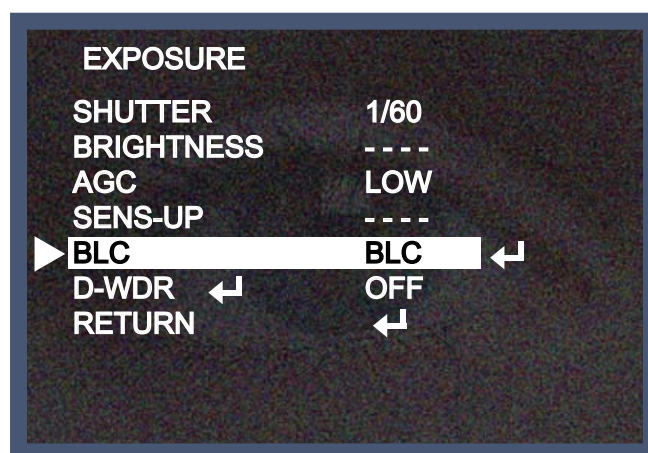 EXPOSURE
SHUTTER 1/60
BRIGHTNESS ----
AGC LOW
SENS-UP ----
BLC BLC
D-WDR OFF
RETURN